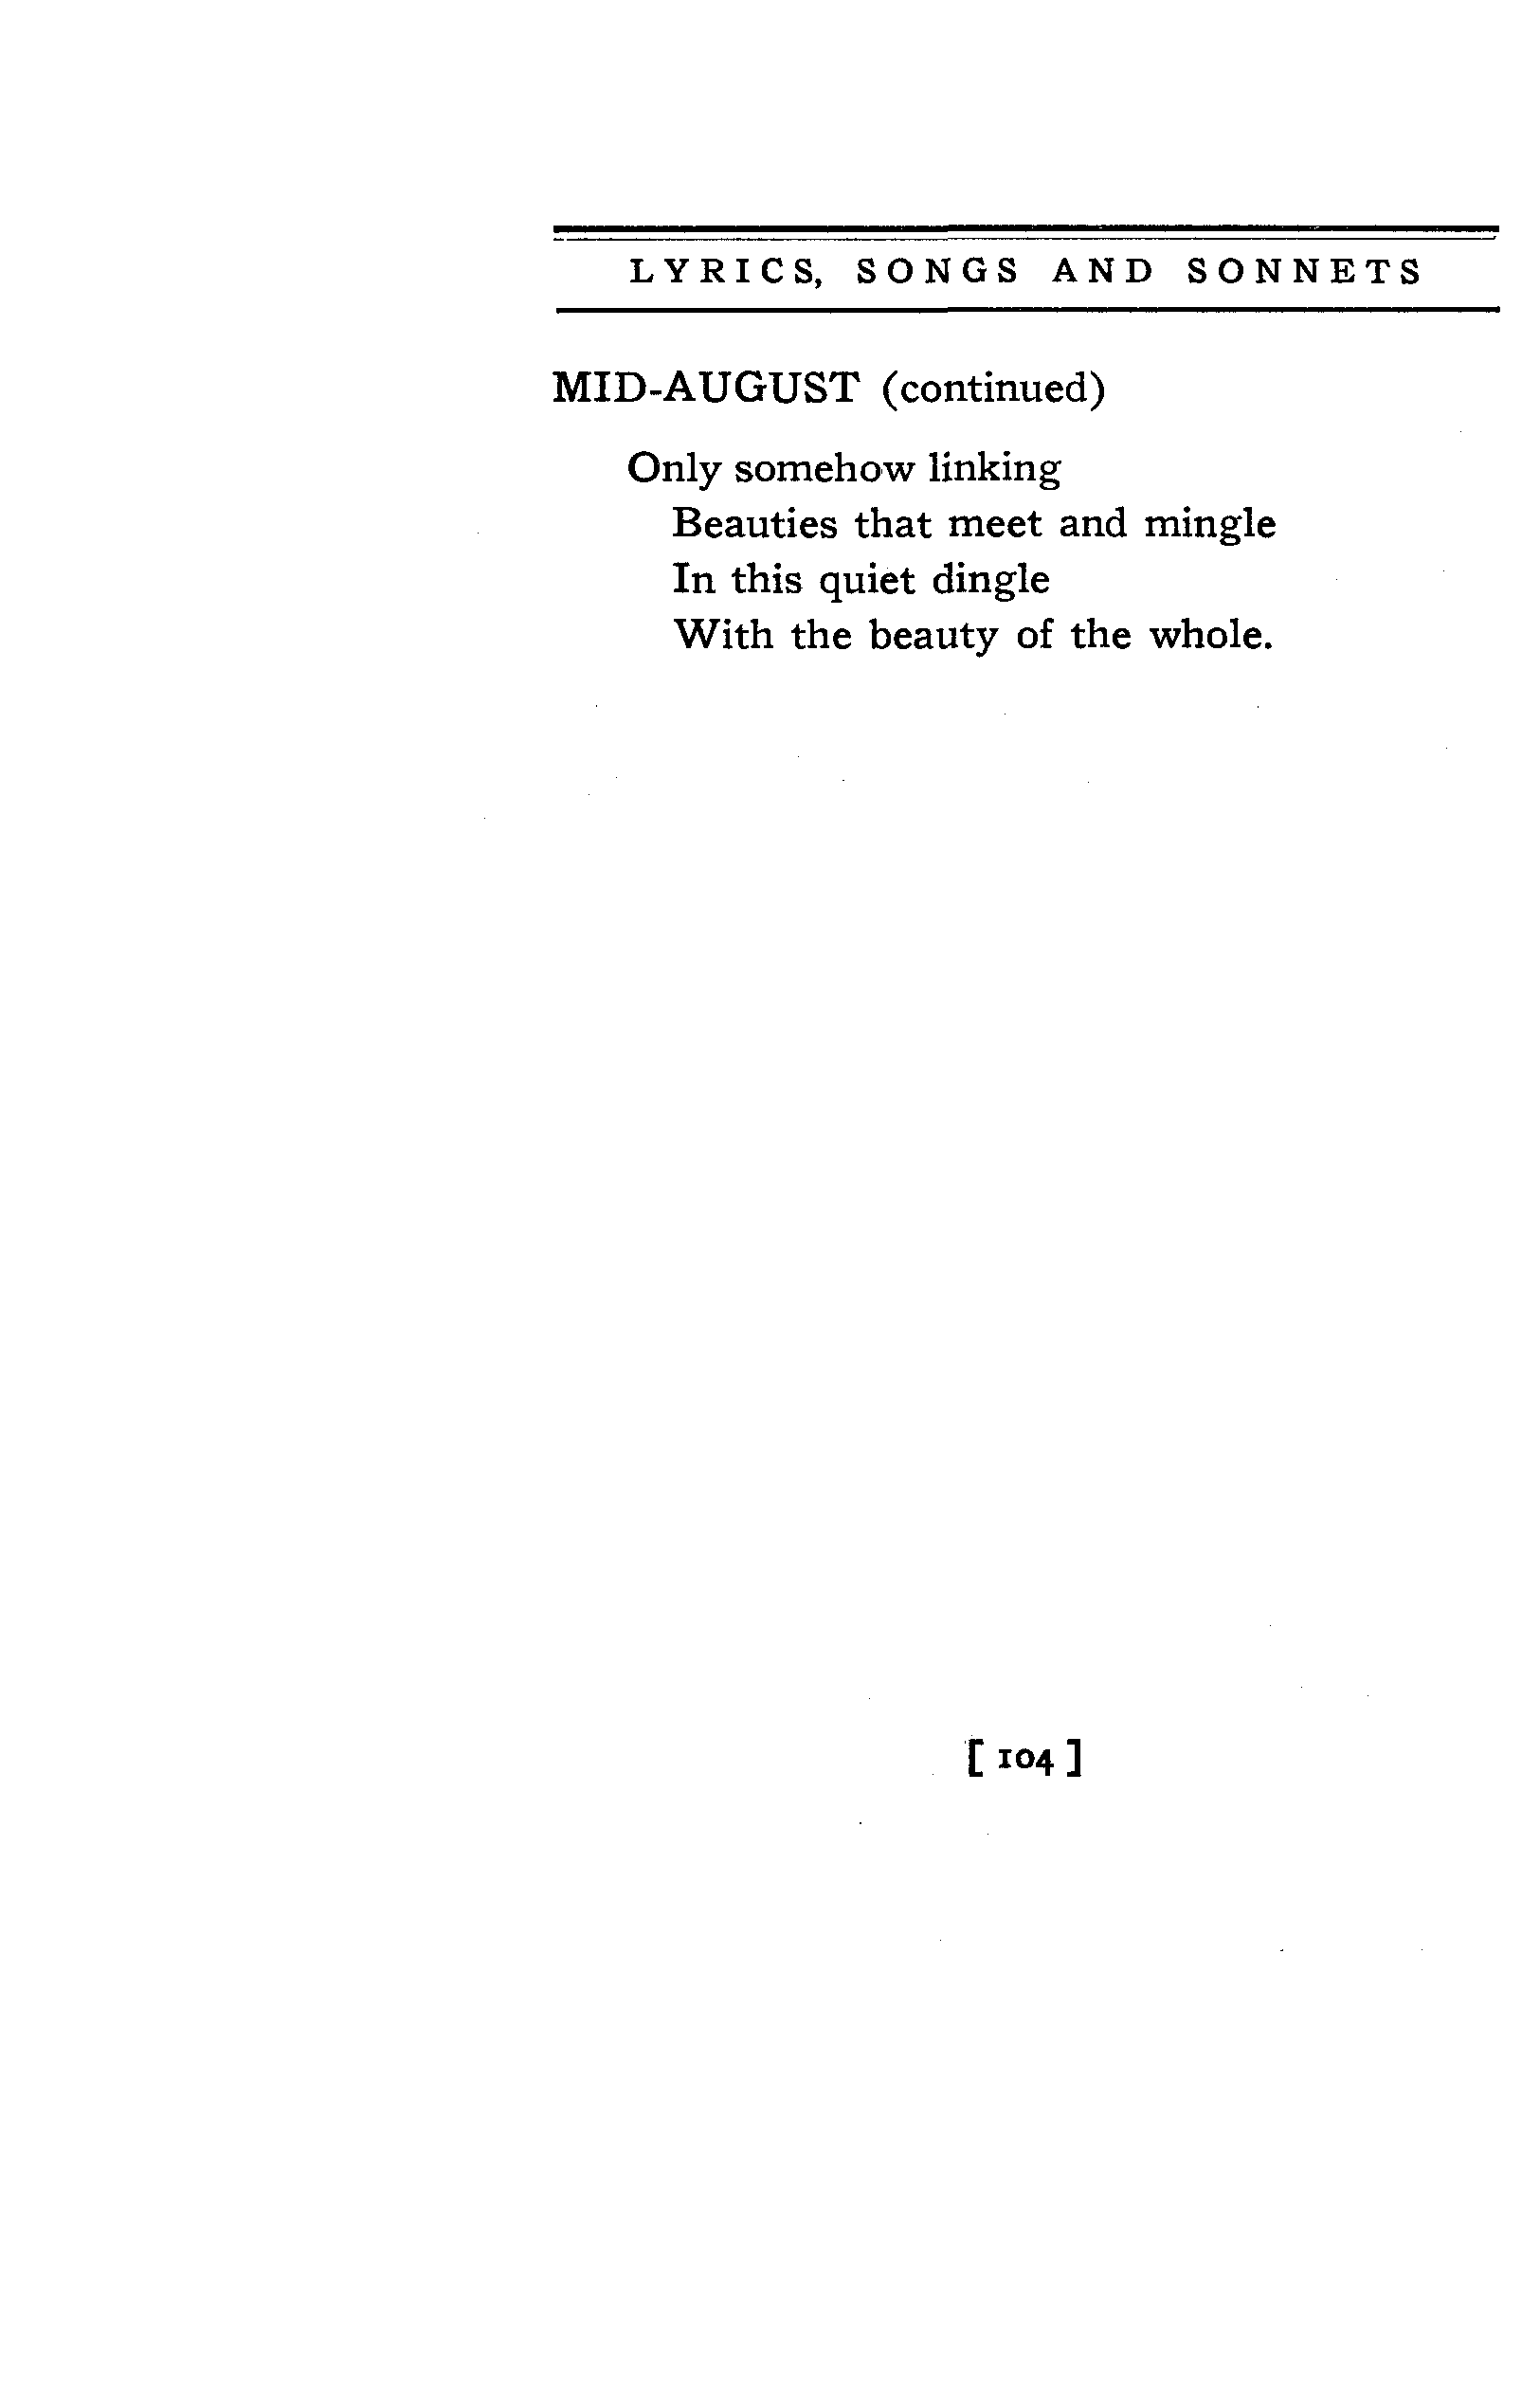 LYRICS, SONGS AND SONNETS
MID-AUGUST (continued)
Only somehow linking
Beauties that meet and mingle
In this quiet dingle
With the beauty of the whole.
[ 104 ]